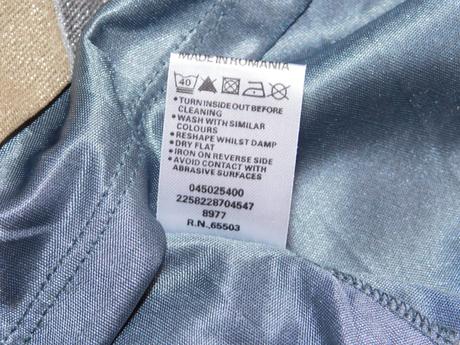 MADE IN ROMANIA
40
• TURN INSIDE OUT BEFORE
CLEANING
• WASH WITH SIMILAR
COLOURS
• RESHAPE WHILST DAMP
• DRY FLAT
• IRON ON REVERSE SIDE
• AVOID CONTACT WITH
ABRASIVE SURFACES
045025400
2258228704547
8977
R.N.,65503